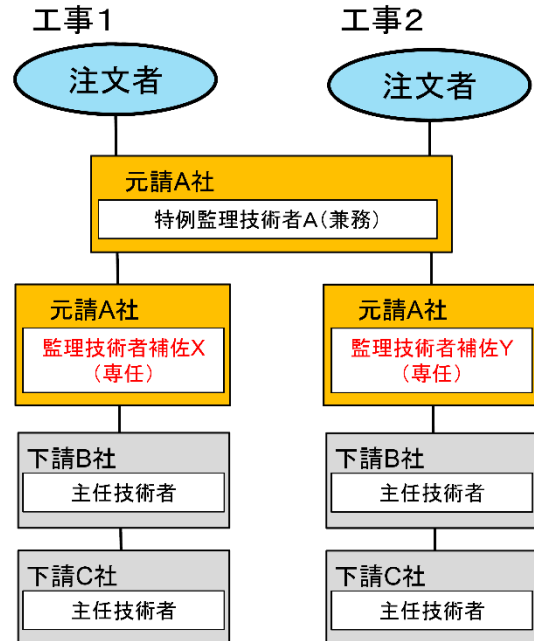 工事1
工事2
注文者
注文者
元請A社
特例監理技術者A（兼務）
元請A社
監理技術者補佐X
（専任）
元請A社
監理技術者補佐Y
（専任）
下請B社
主任技術者
下請B社
主任技術者
下請C社
主任技術者
下請C社
主任技術者